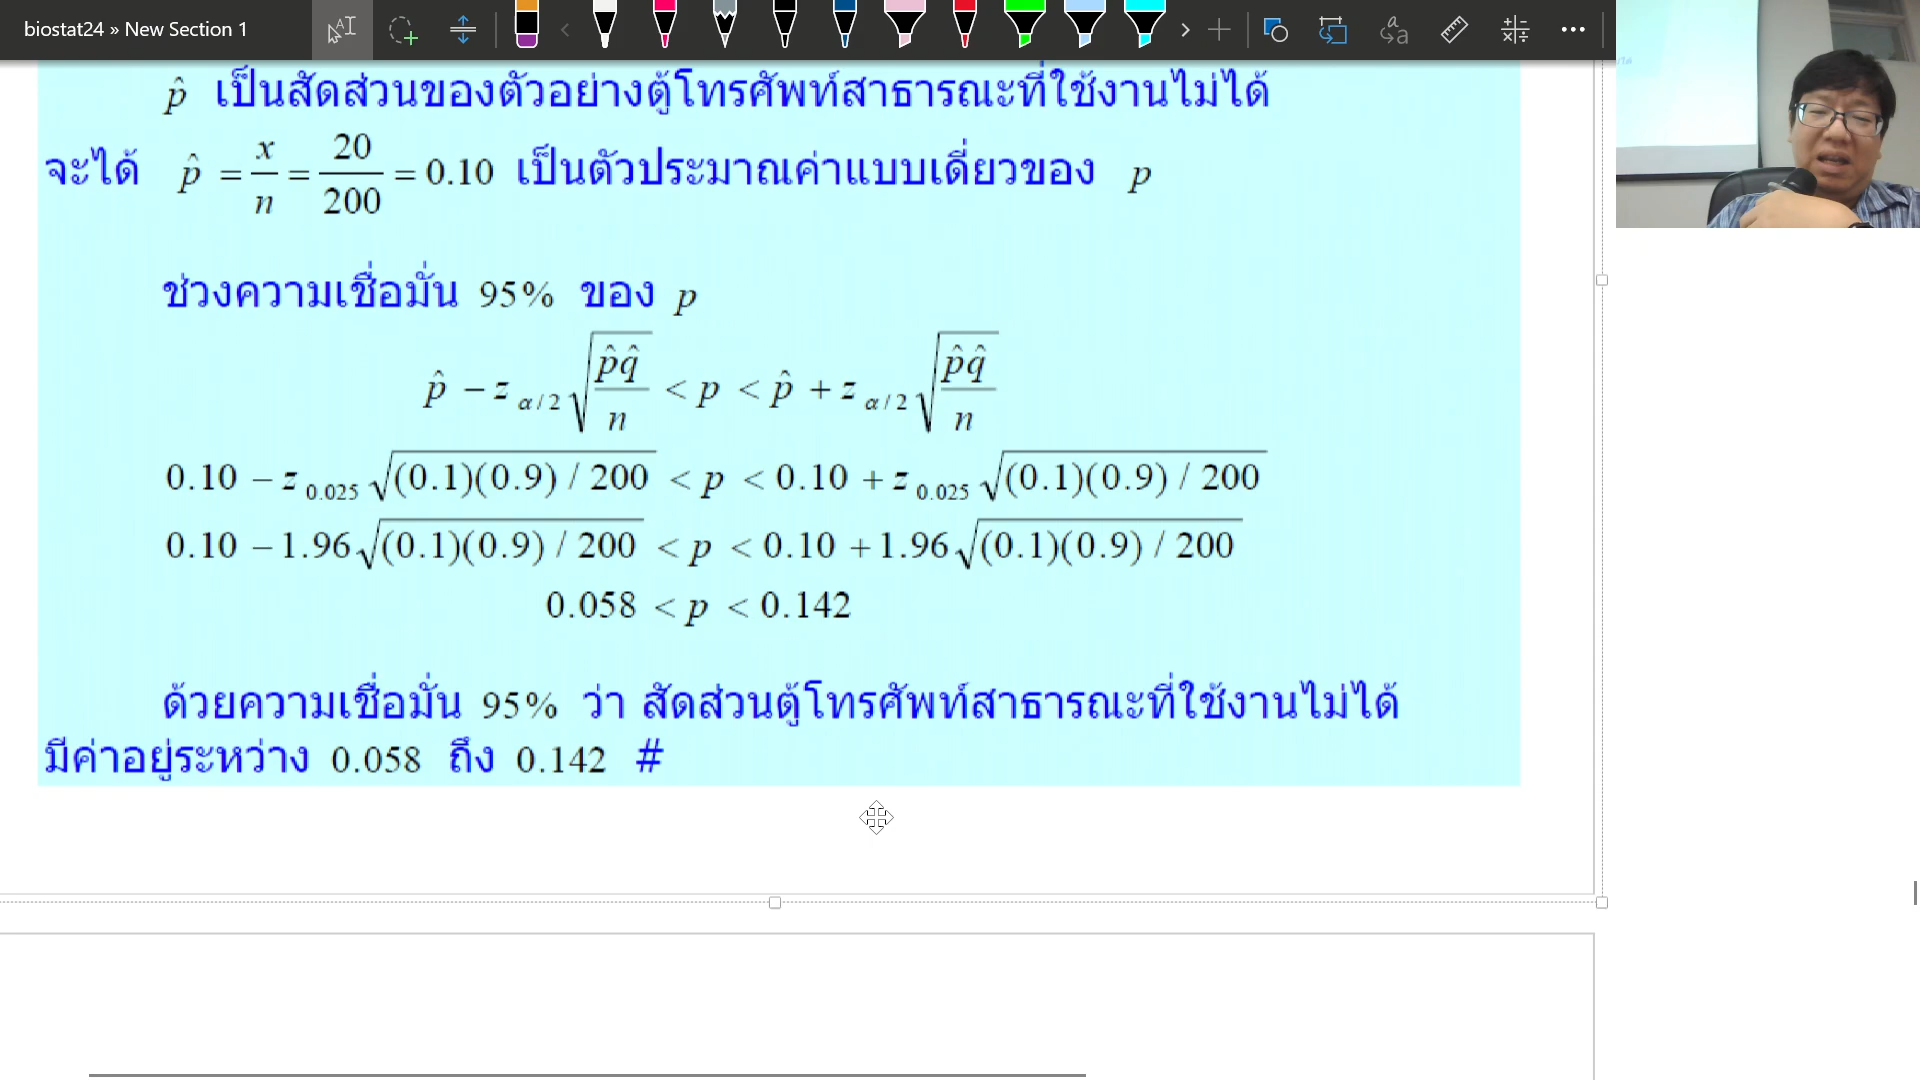 biostat24 » New Section 1
p̂ เป็นสัดส่วนของตัวอย่างตู้โทรศัพท์สาธารณะที่ใช้งานไม่ได้
จะได้ p̂ = x/n = 20/200 = 0.10 เป็นตัวประมาณค่าแบบเดี่ยวของ p
ช่วงความเชื่อมั่น 95% ของ p
p̂ − z α/2 √(p̂q̂/n) < p < p̂ + z α/2 √(p̂q̂/n)
0.10 − z 0.025 √(0.1)(0.9) / 200 < p < 0.10 + z 0.025 √(0.1)(0.9) / 200
0.10 − 1.96 √(0.1)(0.9) / 200 < p < 0.10 + 1.96 √(0.1)(0.9) / 200
0.058 < p < 0.142
ด้วยความเชื่อมั่น 95% ว่า สัดส่วนตู้โทรศัพท์สาธารณะที่ใช้งานไม่ได้
มีค่าอยู่ระหว่าง 0.058 ถึง 0.142 #